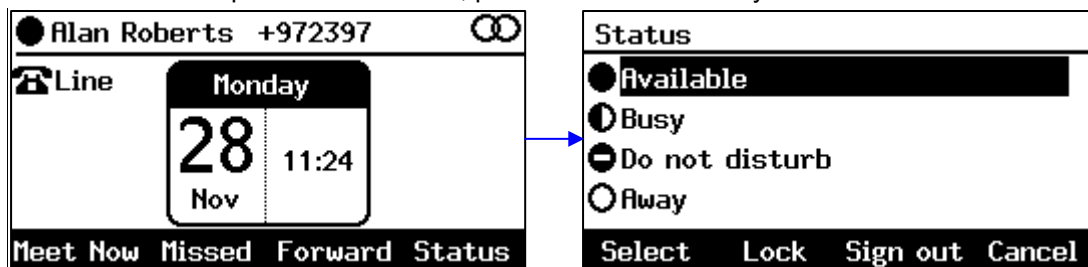 Alan Roberts +972397
Line
Monday
28
11:24
Nov
Meet Now Missed Forward Status
Status
Available
Busy
Do not disturb
Away
Select Lock Sign out Cancel